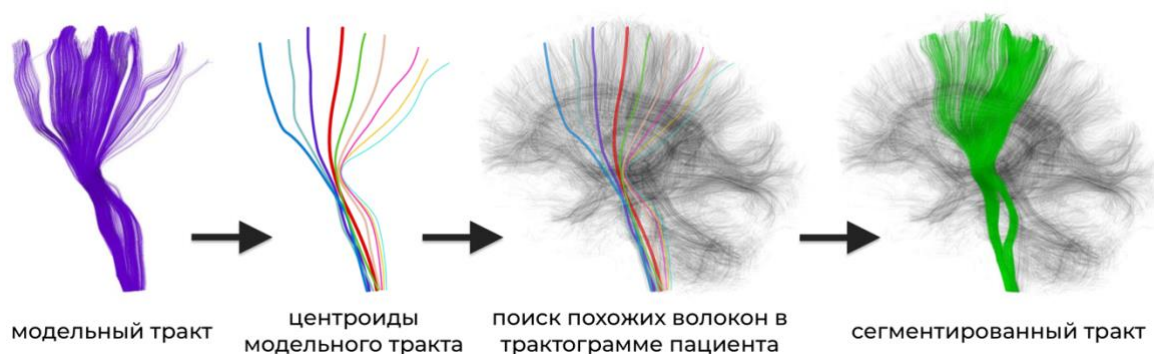 модельный тракт
центроиды
модельного тракта
поиск похожих волокон в
трактограмме пациента
сегментированный тракт